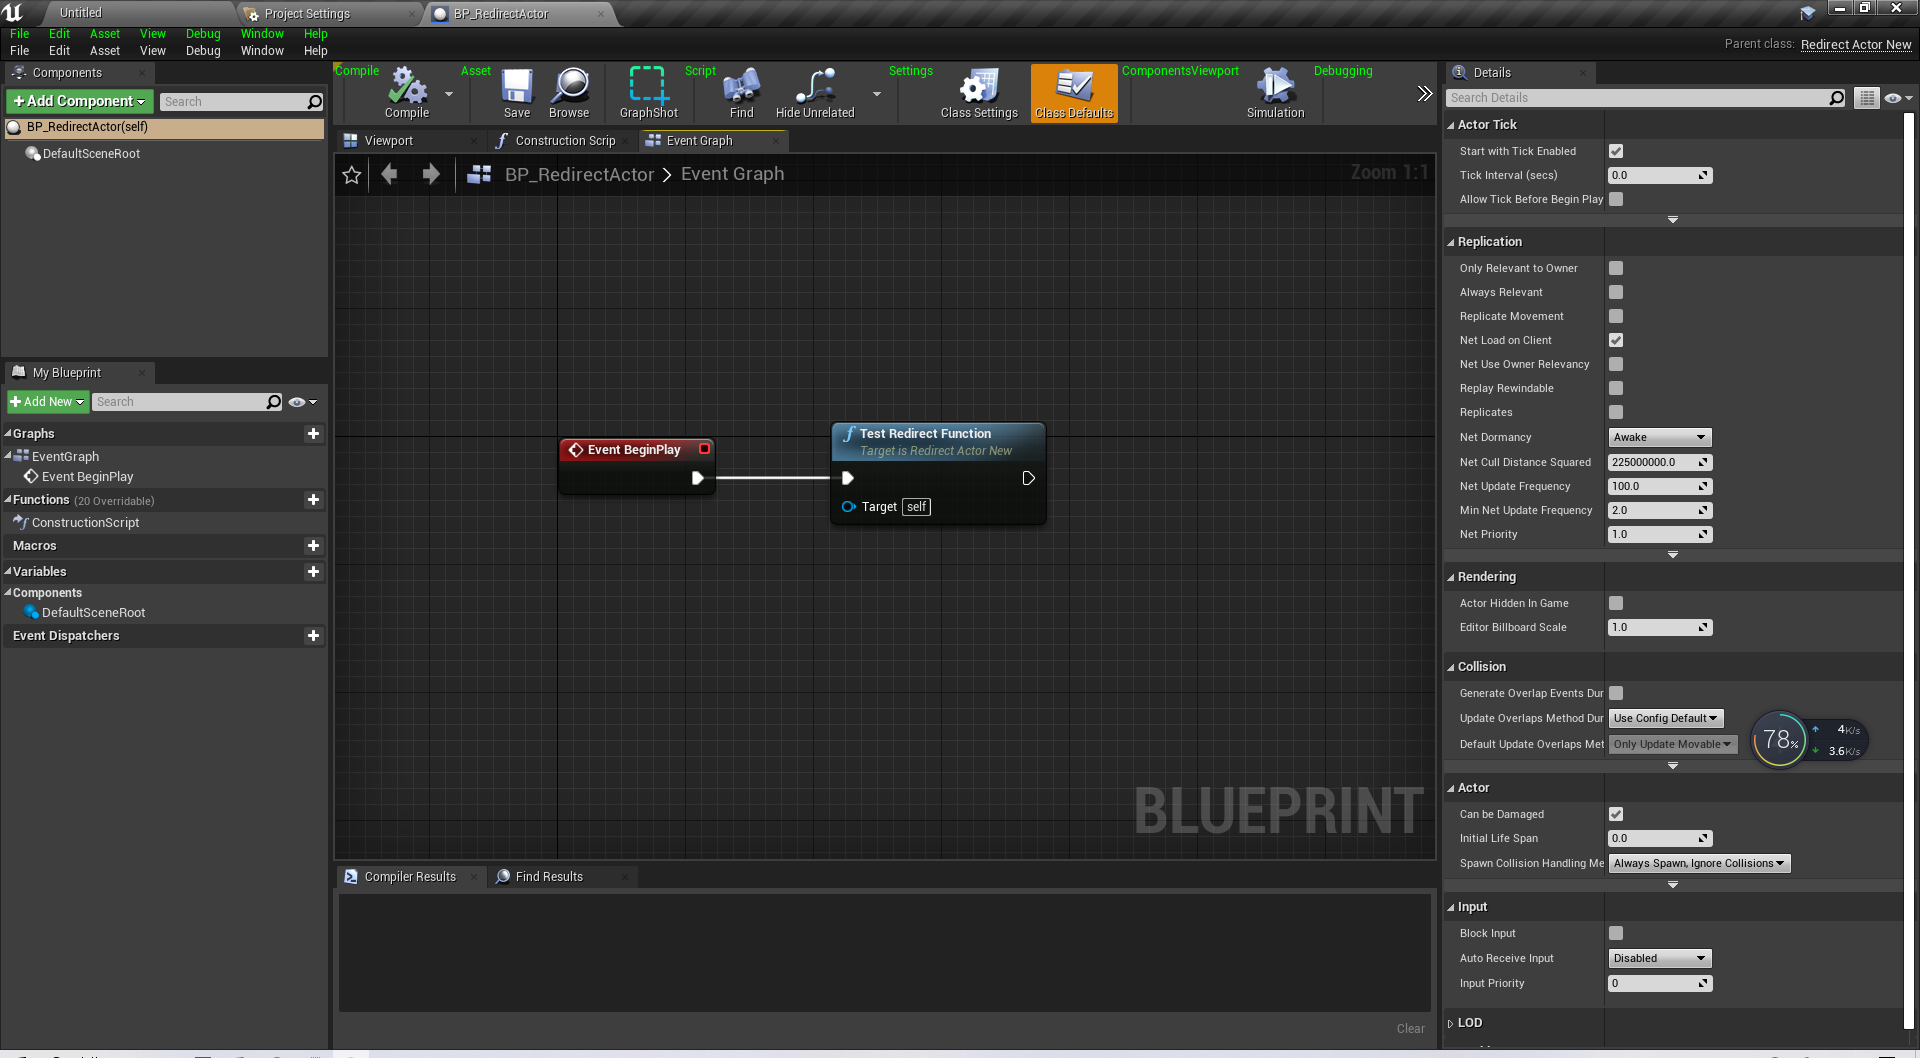 Untitled
Project Settings
BP_RedirectActor
File Edit Asset View Debug Window Help
File Edit Asset View Debug Window Help
Parent class: Redirect Actor New
Components
Add Component
Search
BP_RedirectActor(self)
DefaultSceneRoot
My Blueprint
Add New
Search
Graphs
EventGraph
Event BeginPlay
Functions (20 Overridable)
ConstructionScript
Macros
Variables
Components
DefaultSceneRoot
Event Dispatchers
Compile Asset Script Settings ComponentsViewport Debugging
Compile Save Browse GraphShot Find Hide Unrelated Class Settings Class Defaults Simulation
Viewport
Construction Scrip
Event Graph
BP_RedirectActor > Event Graph
Zoom 1:1
Event BeginPlay
Test Redirect Function
Target is Redirect Actor New
Target self
BLUEPRINT
Compiler Results
Find Results
Clear
Details
Search Details
Actor Tick
Start with Tick Enabled
Tick Interval (secs) 0.0
Allow Tick Before Begin Play
Replication
Only Relevant to Owner
Always Relevant
Replicate Movement
Net Load on Client
Net Use Owner Relevancy
Replay Rewindable
Replicates
Net Dormancy Awake
Net Cull Distance Squared 225000000.0
Net Update Frequency 100.0
Min Net Update Frequency 2.0
Net Priority 1.0
Rendering
Actor Hidden In Game
Editor Billboard Scale 1.0
Collision
Generate Overlap Events Dur
Update Overlaps Method Dur Use Config Default
Default Update Overlaps Met Only Update Movable
78%
4K/s
3.6K/s
Actor
Can be Damaged
Initial Life Span 0.0
Spawn Collision Handling Me Always Spawn, Ignore Collisions
Input
Block Input
Auto Receive Input Disabled
Input Priority 0
LOD